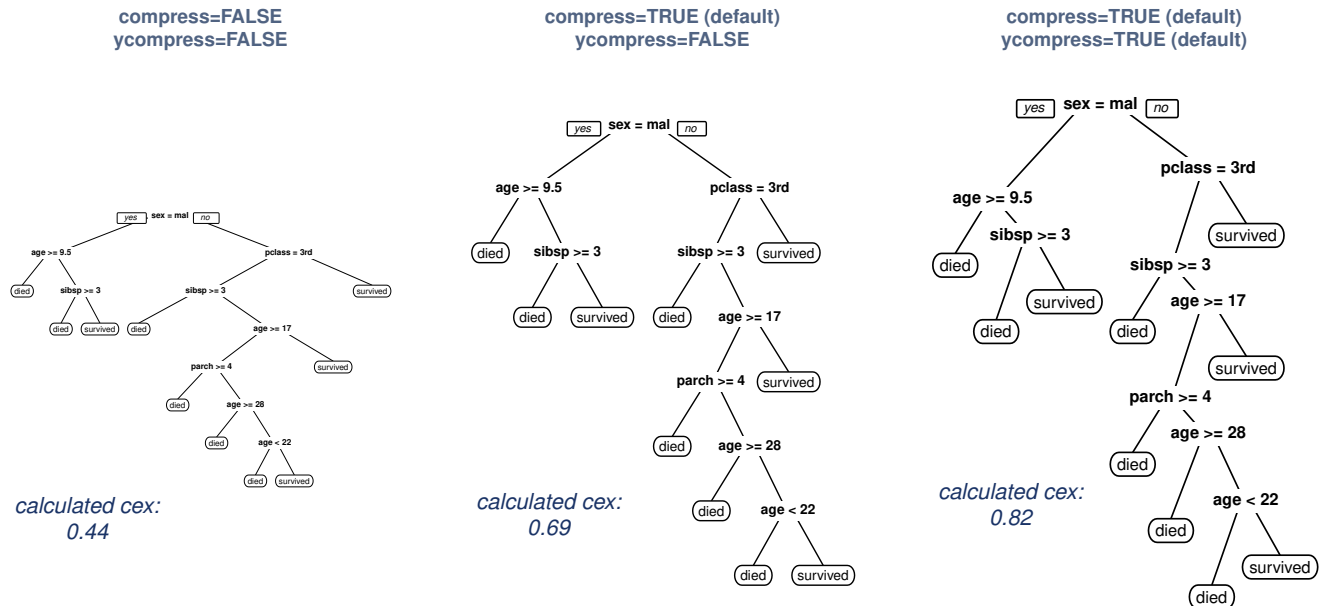 compress=FALSE
ycompress=FALSE
yes sex = mal no
age >= 9.5 pclass = 3rd
died sibsp >= 3 sibsp >= 3 survived
died survived died age >= 17
parch >= 4 survived
died age >= 28
died age < 22
died survived
calculated cex:
0.44
compress=TRUE (default)
ycompress=FALSE
yes sex = mal no
age >= 9.5 pclass = 3rd
died sibsp >= 3 sibsp >= 3 survived
died survived died age >= 17
parch >= 4 survived
died age >= 28
died age < 22
died survived
calculated cex:
0.69
compress=TRUE (default)
ycompress=TRUE (default)
yes sex = mal no
pclass = 3rd
age >= 9.5
sibsp >= 3 survived
died sibsp >= 3
survived age >= 17
died died
survived
parch >= 4
age >= 28
died
calculated cex:
0.82
age < 22
died
survived
died